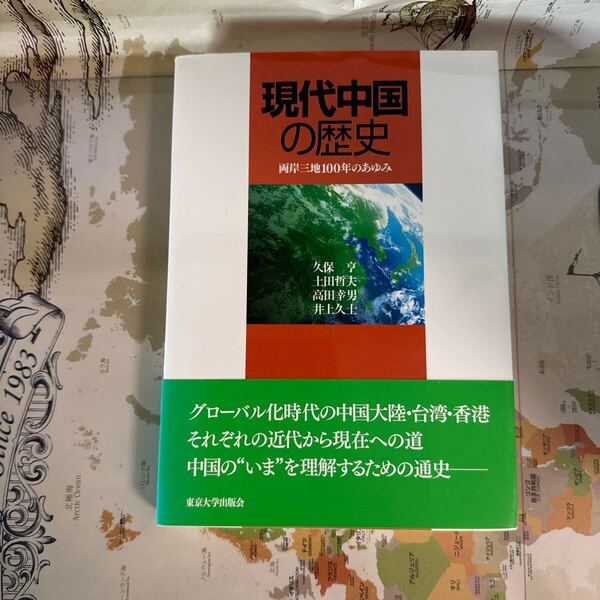 現代中国
の歴史
両岸三地100年のあゆみ
久保 亨
土田哲夫
高田幸男
井上久士
グローバル化時代の中国大陸・台湾・香港
それぞれの近代から現在への道
中国の“いま”を理解するための通史――
東京大学出版会
Since 1983
北極海
Arctic Ocean